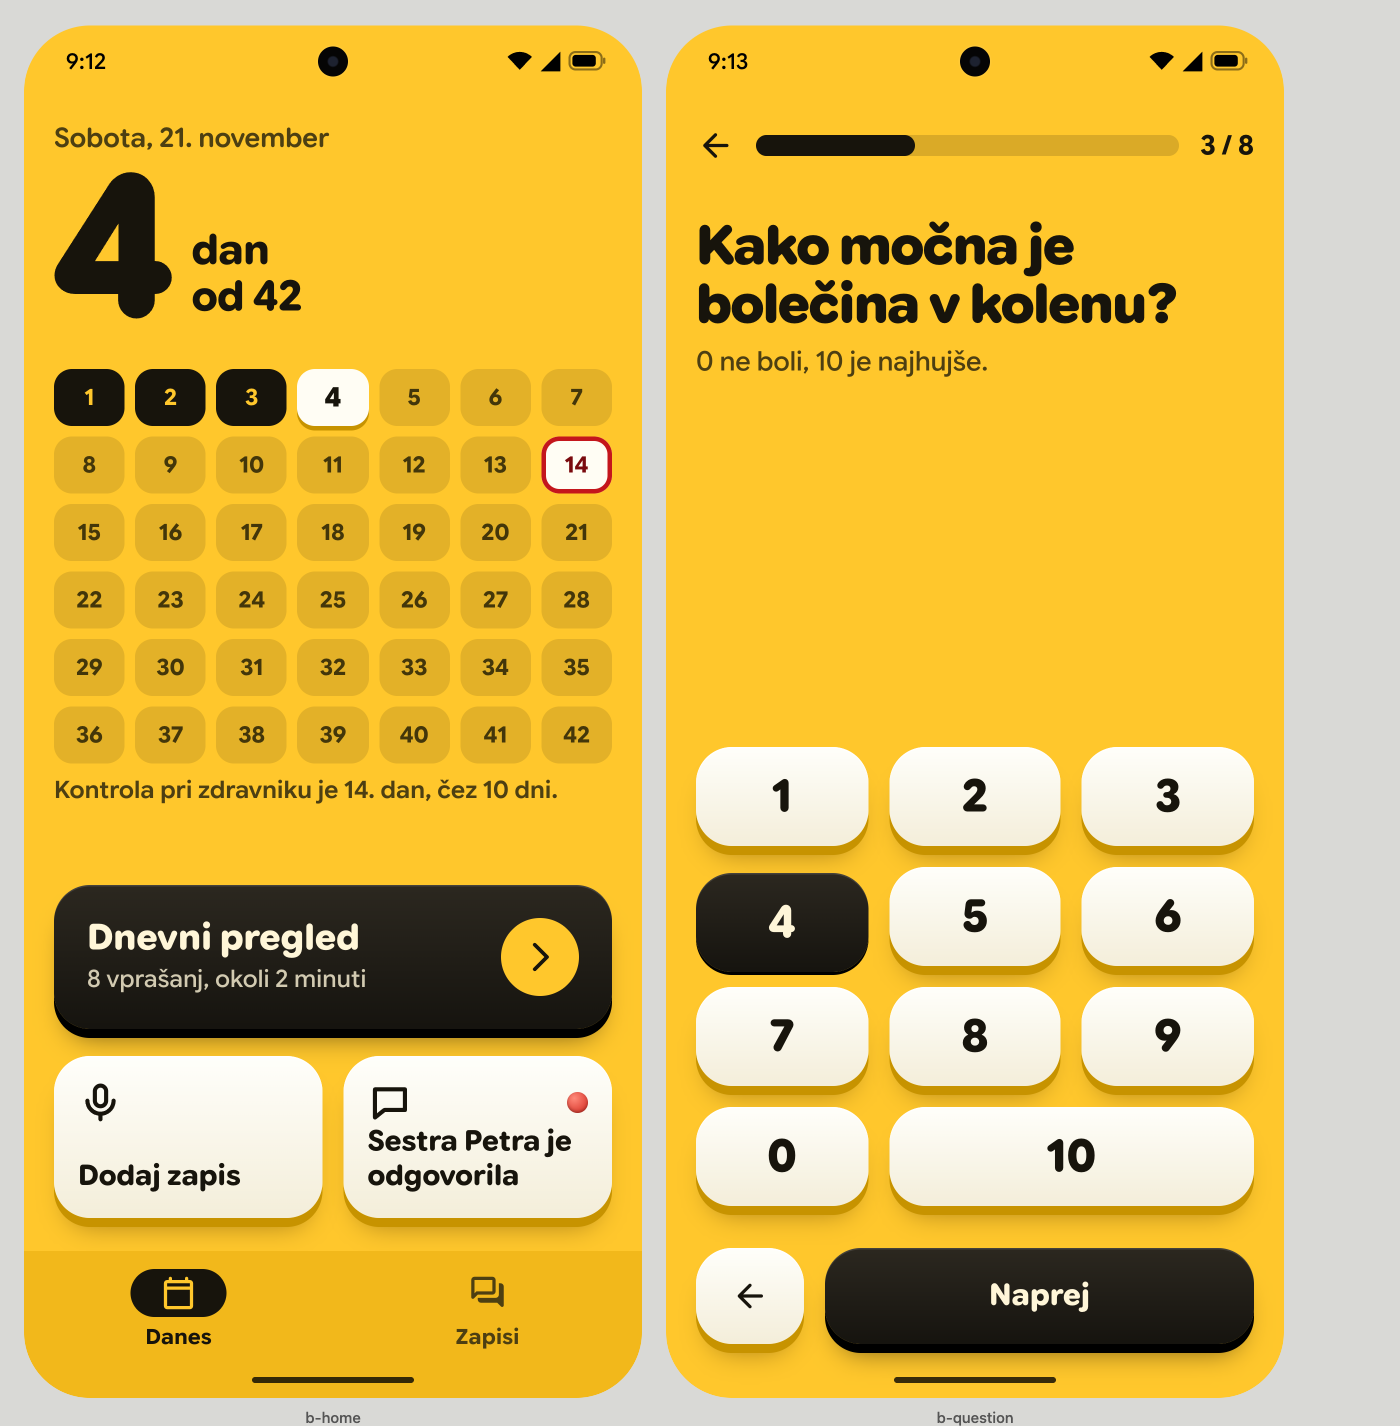 9:12
Sobota, 21. november
4
dan
od 42
1 2 3 4 5 6 7
8 9 10 11 12 13 14
15 16 17 18 19 20 21
22 23 24 25 26 27 28
29 30 31 32 33 34 35
36 37 38 39 40 41 42
Kontrola pri zdravniku je 14. dan, čez 10 dni.
Dnevni pregled
8 vprašanj, okoli 2 minuti
Dodaj zapis
Sestra Petra je
odgovorila
Danes
Zapisi
b-home
9:13
3 / 8
Kako močna je
bolečina v kolenu?
0 ne boli, 10 je najhujše.
1 2 3
4 5 6
7 8 9
0 10
Naprej
b-question